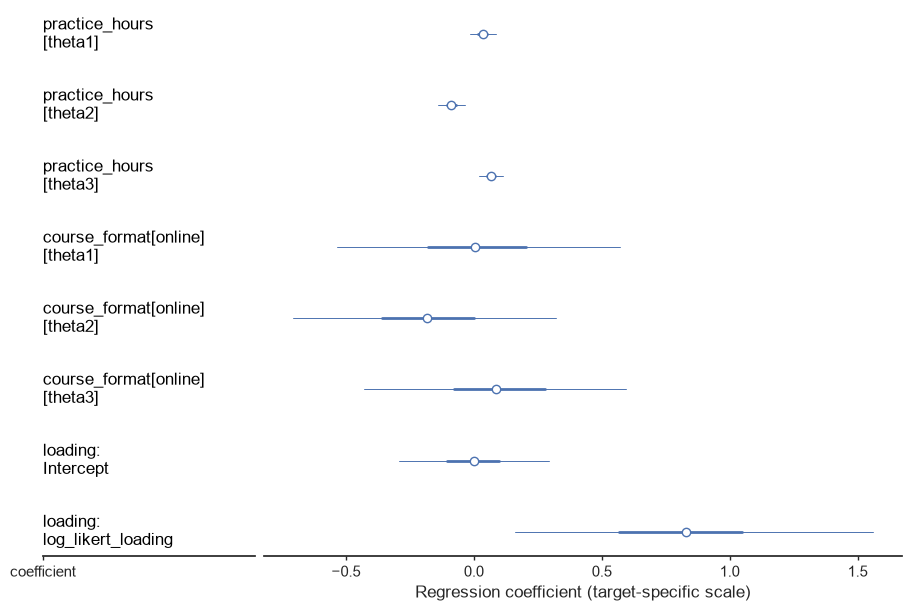 practice_hours
[theta1]
practice_hours
[theta2]
practice_hours
[theta3]
course_format[online]
[theta1]
course_format[online]
[theta2]
course_format[online]
[theta3]
loading:
Intercept
loading:
log_likert_loading
coefficient
−0.5 0.0 0.5 1.0 1.5
Regression coefficient (target-specific scale)